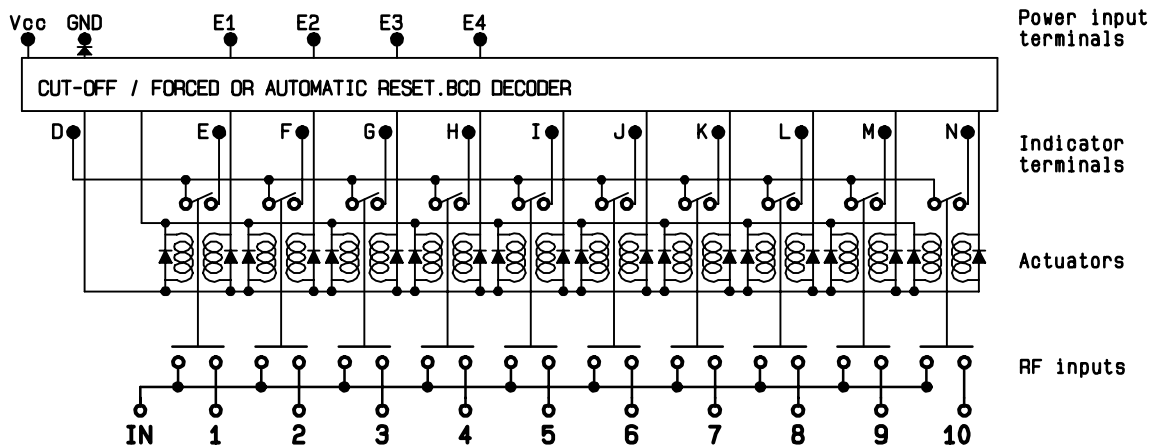 Vcc GND E1 E2 E3 E4 Power input
terminals
CUT-OFF / FORCED OR AUTOMATIC RESET.BCD DECODER
D E F G H I J K L M N
Indicator
terminals
Actuators
RF inputs
IN 1 2 3 4 5 6 7 8 9 10